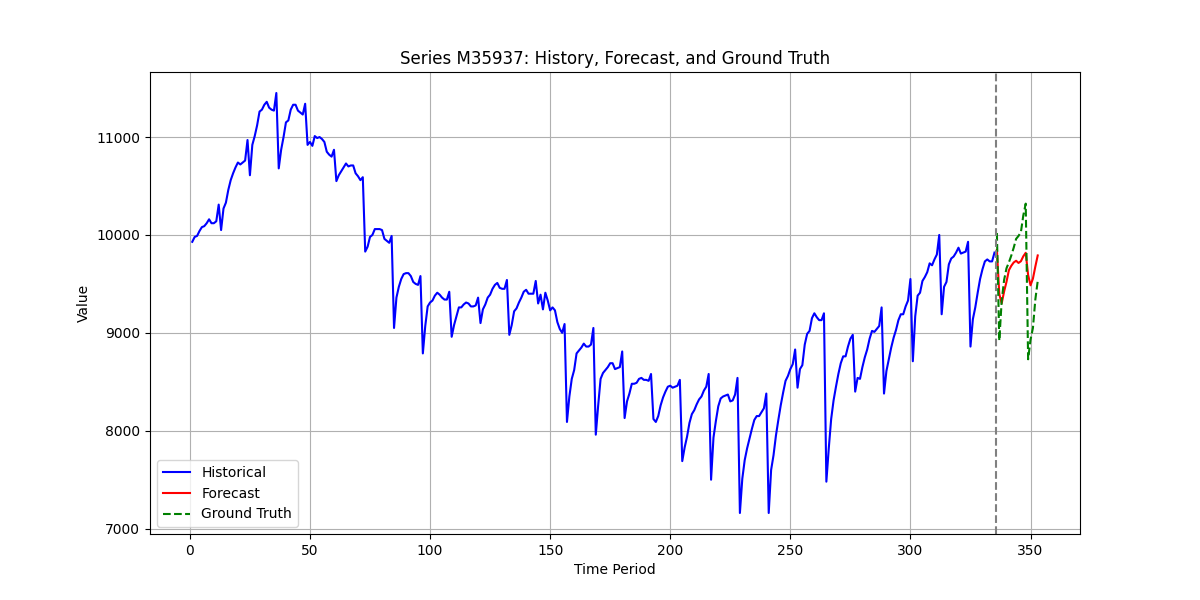 Series M35937: History, Forecast, and Ground Truth
Value
11000
10000
9000
8000
7000
Historical
Forecast
Ground Truth
0
50
100
150
200
250
300
350
Time Period